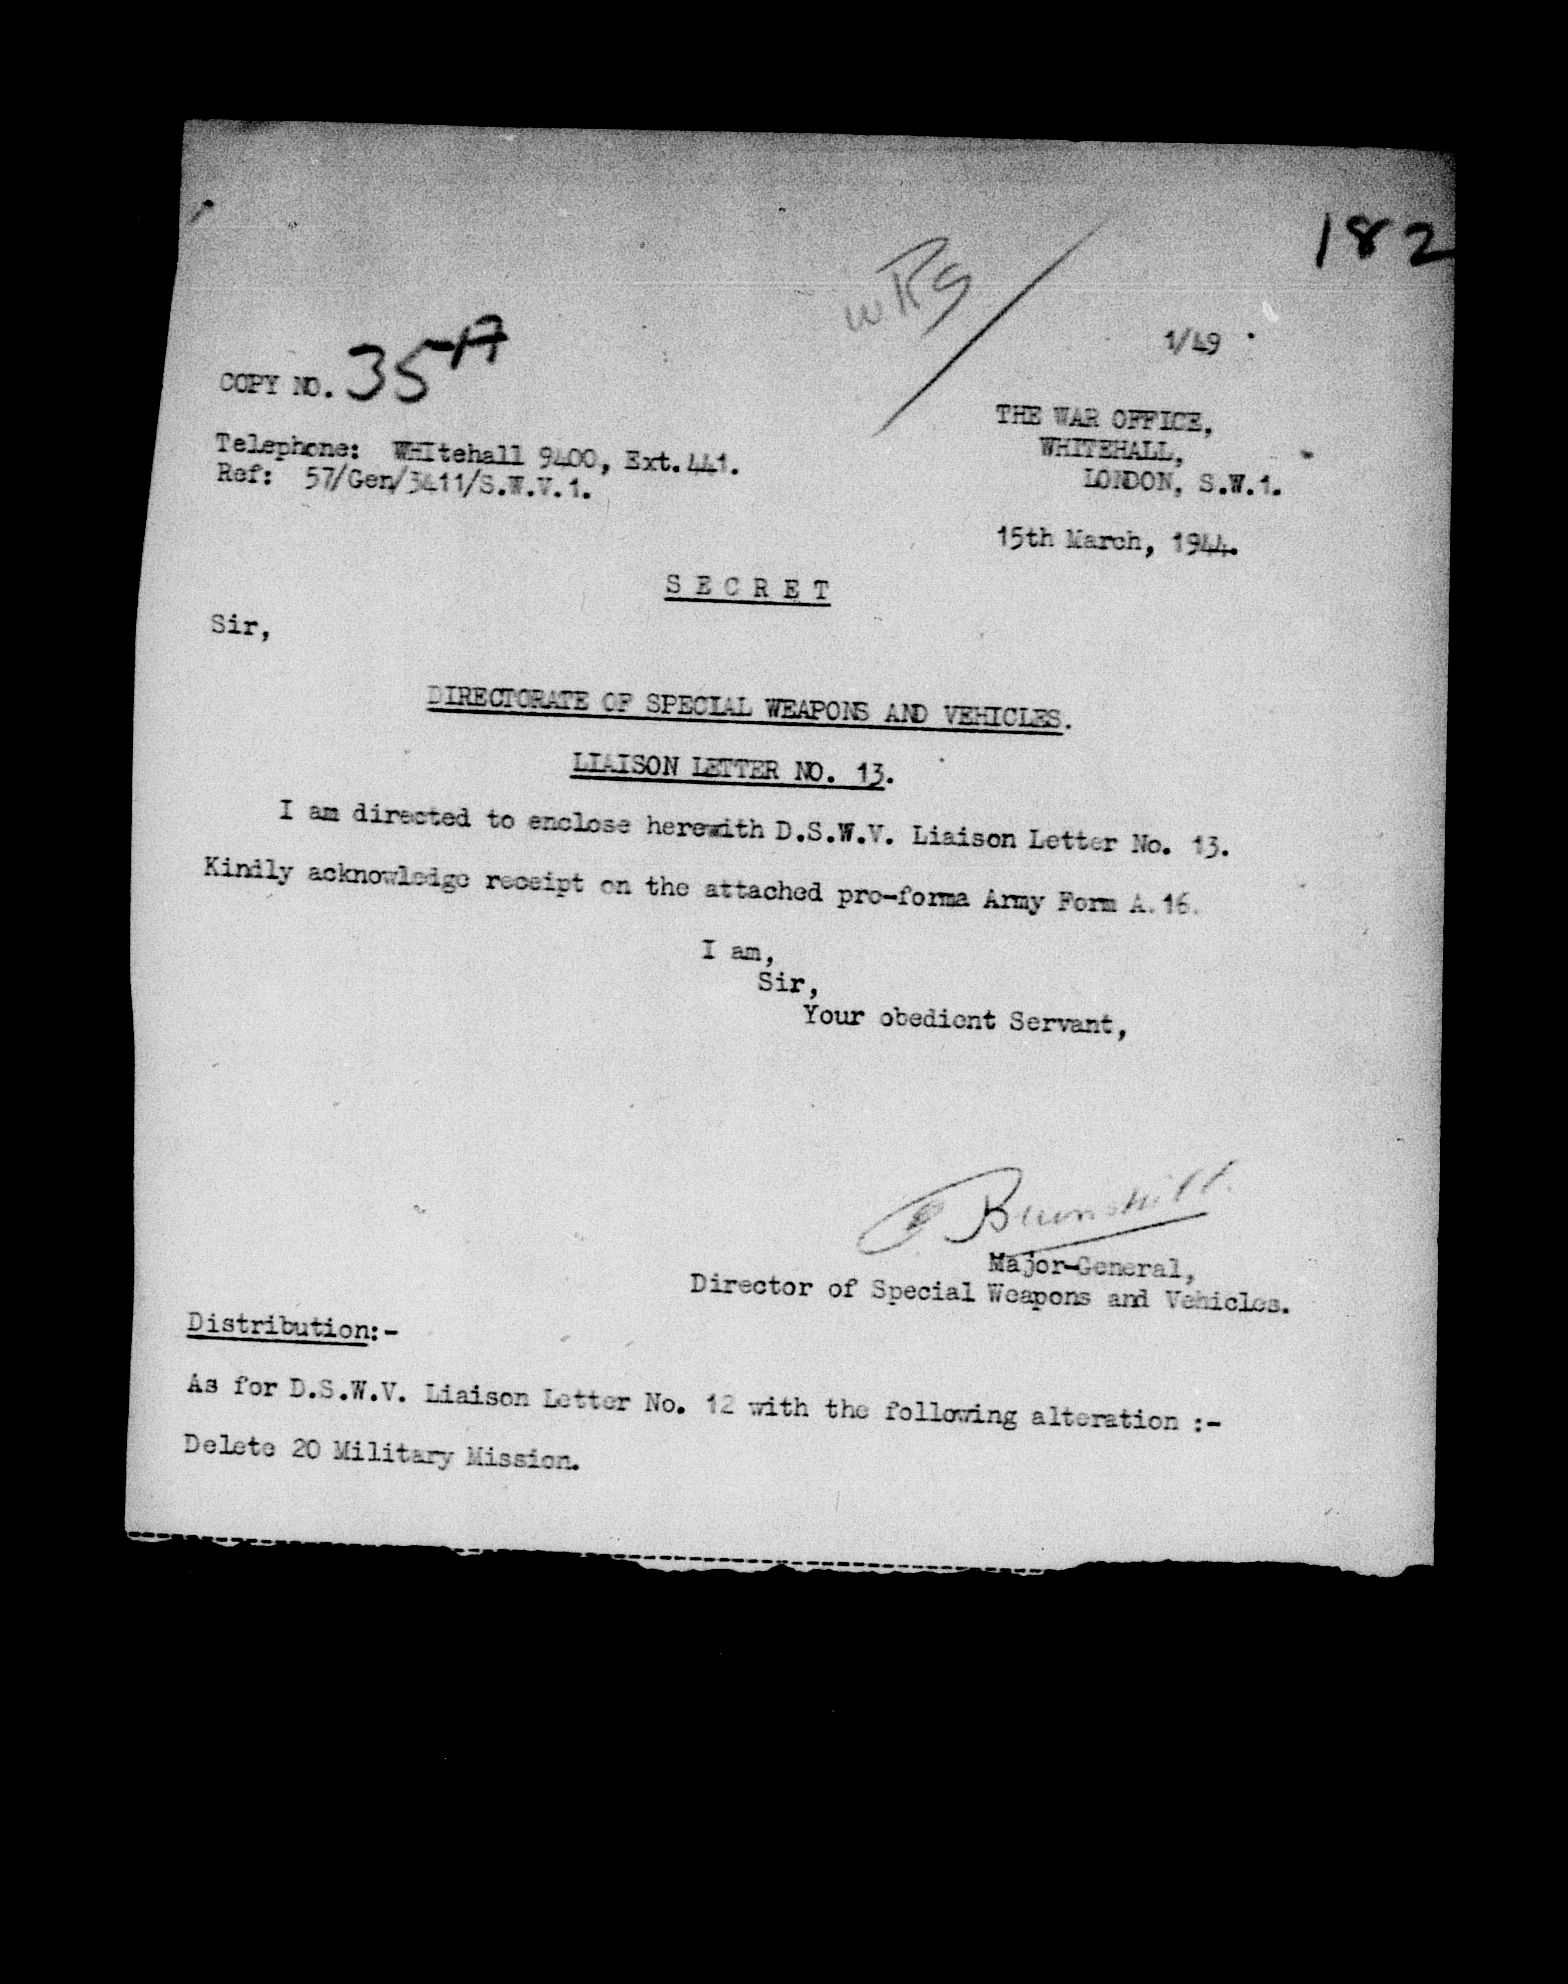 182
WRS
1/49
COPY NO. 35-A
THE WAR OFFICE,
WHITEHALL,
LONDON, S.W.1.
Telephone: WHItehall 9400, Ext.441.
Ref: 57/Gen/3411/S.W.V.1.
15th March, 1944.
S E C R E T
Sir,
DIRECTORATE OF SPECIAL WEAPONS AND VEHICLES.
LIAISON LETTER NO. 13.
I am directed to enclose herewith D.S.W.V. Liaison Letter No. 13.
Kindly acknowledge receipt on the attached pro-forma Army Form A.16.
I am,
Sir,
Your obedient Servant,
Major-General,
Director of Special Weapons and Vehicles.
Distribution:-
As for D.S.W.V. Liaison Letter No. 12 with the following alteration :-
Delete 20 Military Mission.